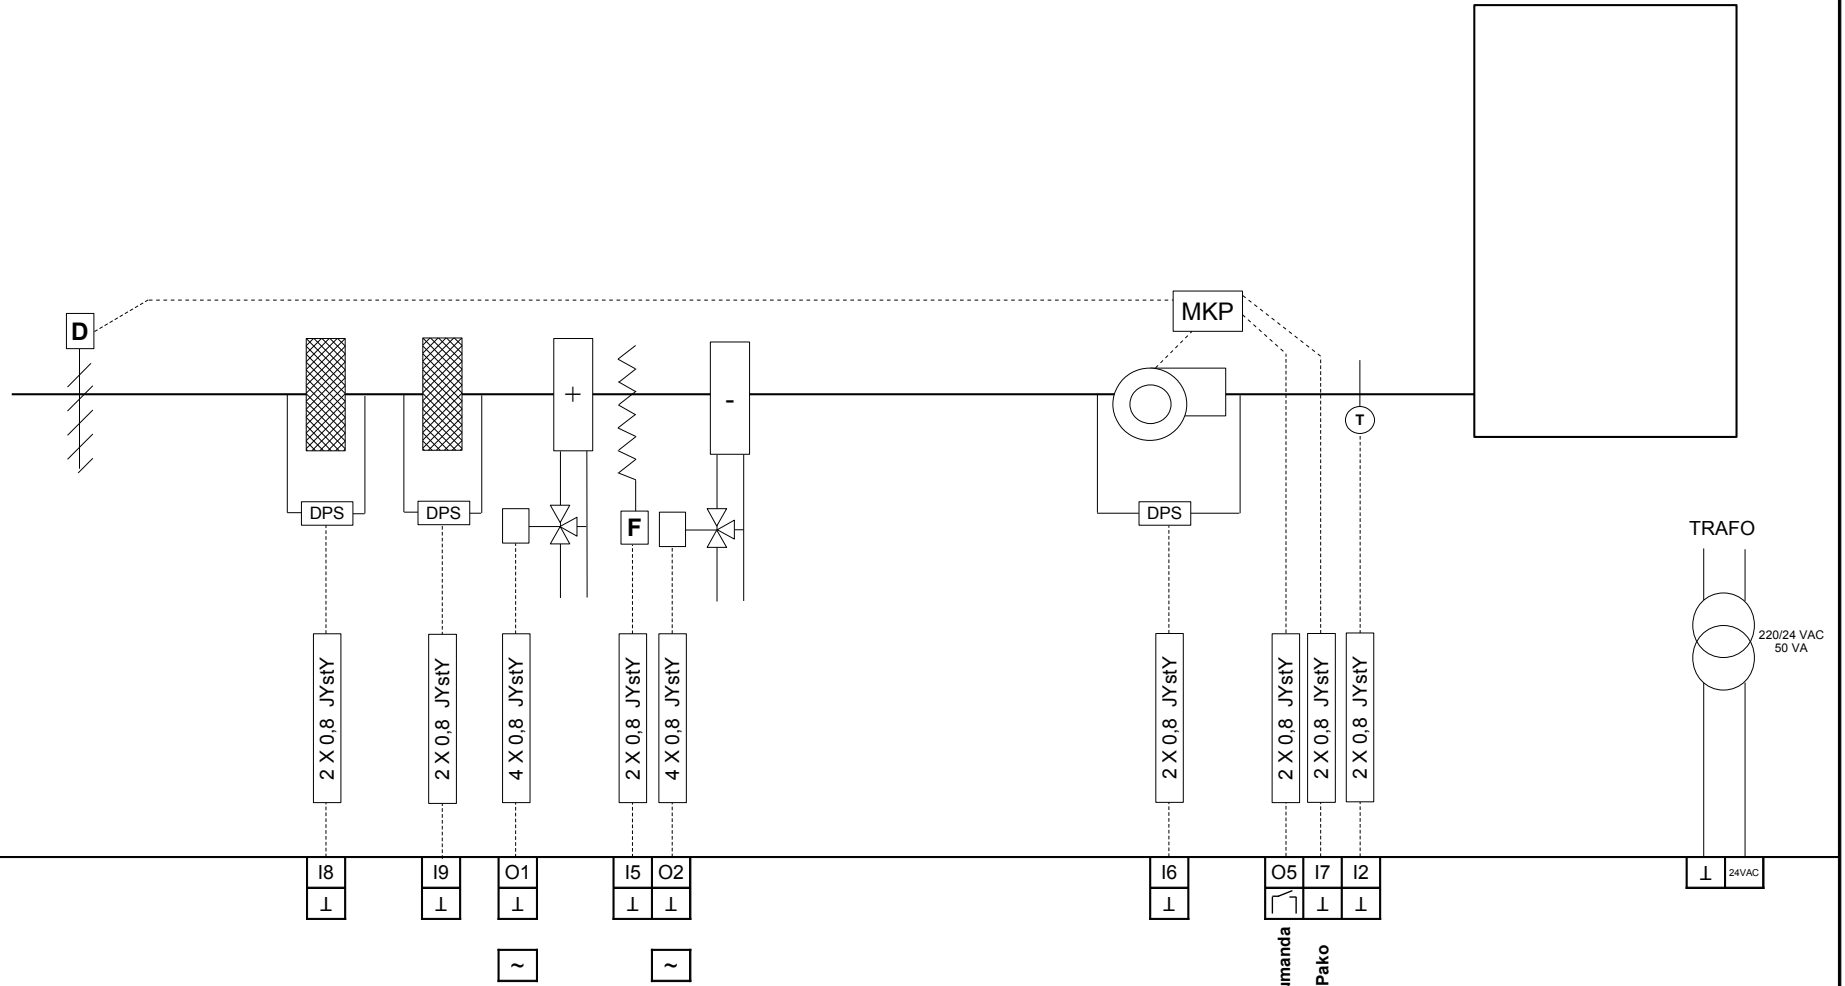 MKP
D
+
-
T
DPS
DPS
F
DPS
TRAFO
220/24 VAC
50 VA
2 X 0,8 JYstY
2 X 0,8 JYstY
4 X 0,8 JYstY
2 X 0,8 JYstY
4 X 0,8 JYstY
2 X 0,8 JYstY
2 X 0,8 JYstY
2 X 0,8 JYstY
2 X 0,8 JYstY
I8
I9
O1
I5
O2
I6
O5
I7
I2
24VAC
~
~
Pako